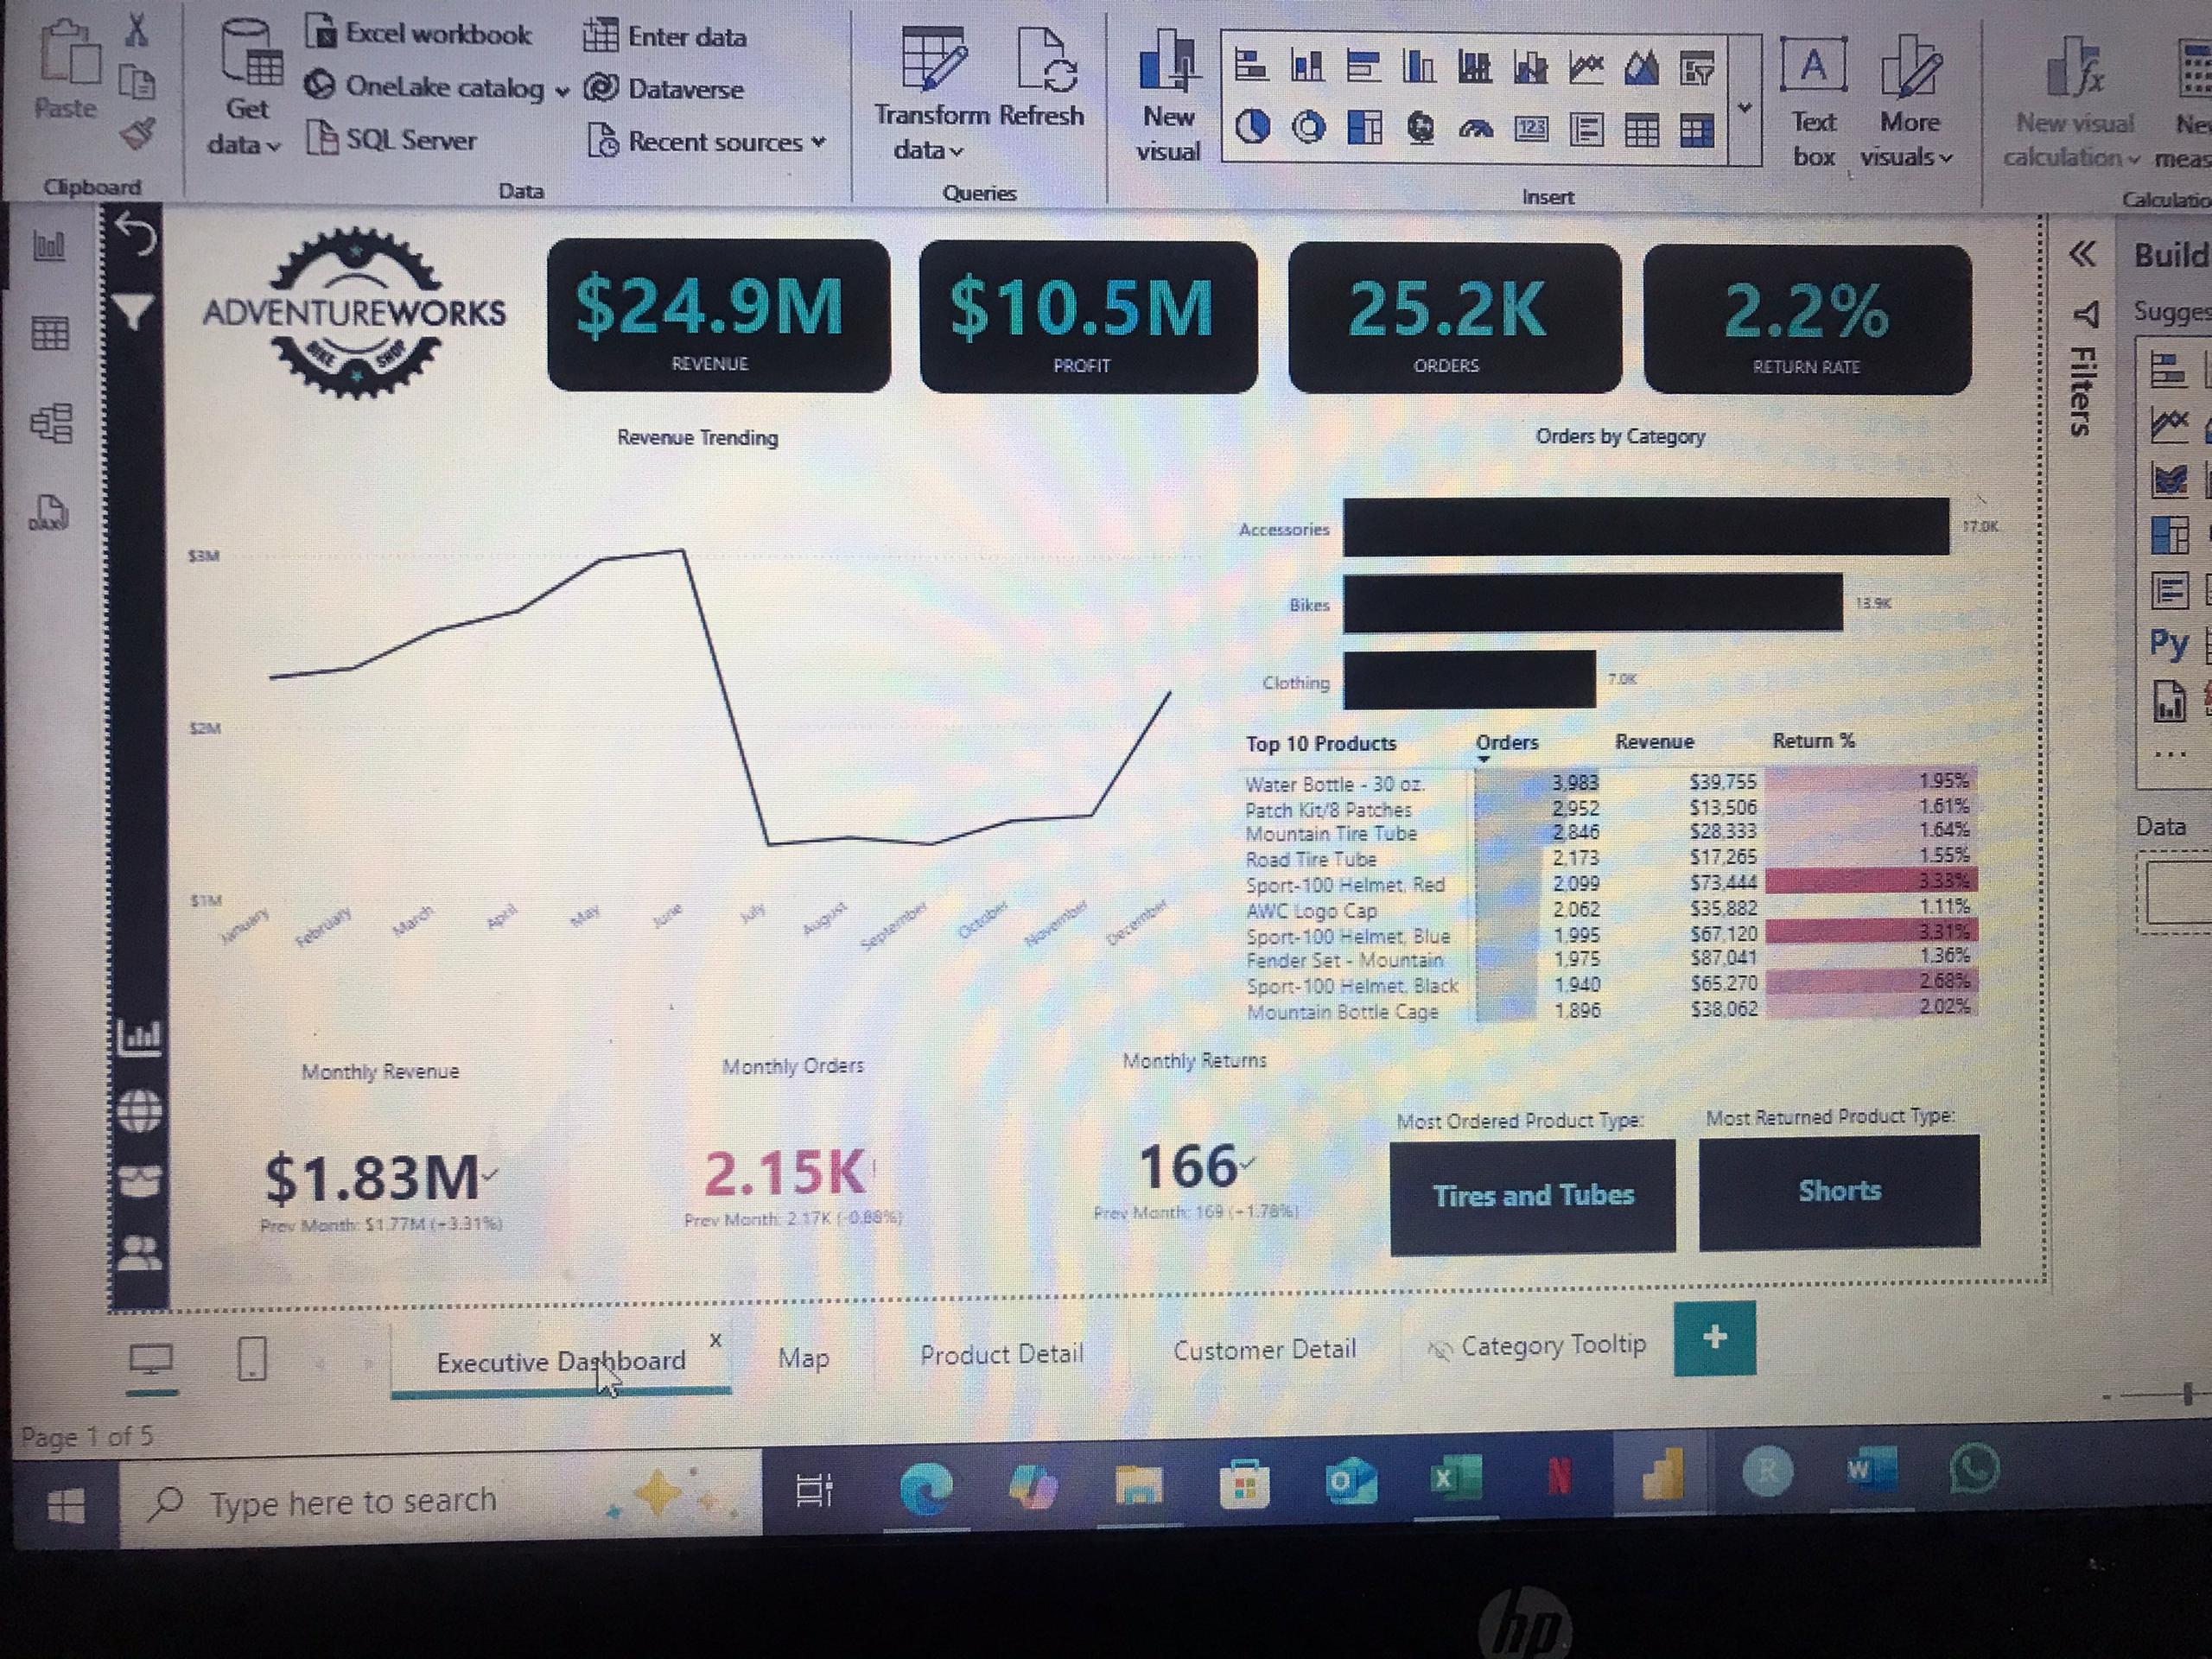 Paste
Clipboard
Get
data
Excel workbook
OneLake catalog
SQL Server
Enter data
Dataverse
Recent sources
Data
Transform
data
Refresh
Queries
New
visual
123
Insert
A
Text
box
More
visuals
fx
New visual
calculation
Ne
meas
Calculatio
DAX
ADVENTUREWORKS
BIKE SHOP
$24.9M
REVENUE
$10.5M
PROFIT
25.2K
ORDERS
2.2%
RETURN RATE
Filters
Build
Sugges
Py
...
Data
Revenue Trending
$3M
$2M
$1M
January February March April May June July August September October November December
Orders by Category
Accessories 17.0K
Bikes 13.9K
Clothing 7.0K
Top 10 Products Orders Revenue Return %
Water Bottle - 30 oz. 3,983 $39,755 1.95%
Patch Kit/8 Patches 2,952 $13,506 1.61%
Mountain Tire Tube 2,846 $28,333 1.64%
Road Tire Tube 2,173 $17,265 1.55%
Sport-100 Helmet, Red 2,099 $73,444 3.33%
AWC Logo Cap 2,062 $35,882 1.11%
Sport-100 Helmet, Blue 1,995 $67,120 3.31%
Fender Set - Mountain 1,975 $87,041 1.36%
Sport-100 Helmet, Black 1,940 $65,270 2.68%
Mountain Bottle Cage 1,896 $38,062 2.02%
Monthly Revenue
$1.83M
Prev Month: $1.77M (+3.31%)
Monthly Orders
2.15K!
Prev Month: 2.17K (-0.88%)
Monthly Returns
166
Prev Month: 169 (+1.78%)
Most Ordered Product Type:
Tires and Tubes
Most Returned Product Type:
Shorts
Executive Dashboard x
Map
Product Detail
Customer Detail
Category Tooltip
+
Page 1 of 5
Type here to search
O
X
N
R
W
hp